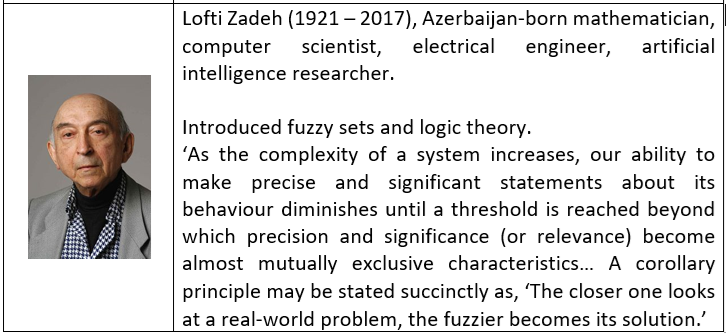 Lofti Zadeh (1921 – 2017), Azerbaijan-born mathematician,
computer scientist, electrical engineer, artificial
intelligence researcher.
Introduced fuzzy sets and logic theory.
‘As the complexity of a system increases, our ability to
make precise and significant statements about its
behaviour diminishes until a threshold is reached beyond
which precision and significance (or relevance) become
almost mutually exclusive characteristics... A corollary
principle may be stated succinctly as, ‘The closer one looks
at a real-world problem, the fuzzier becomes its solution.’